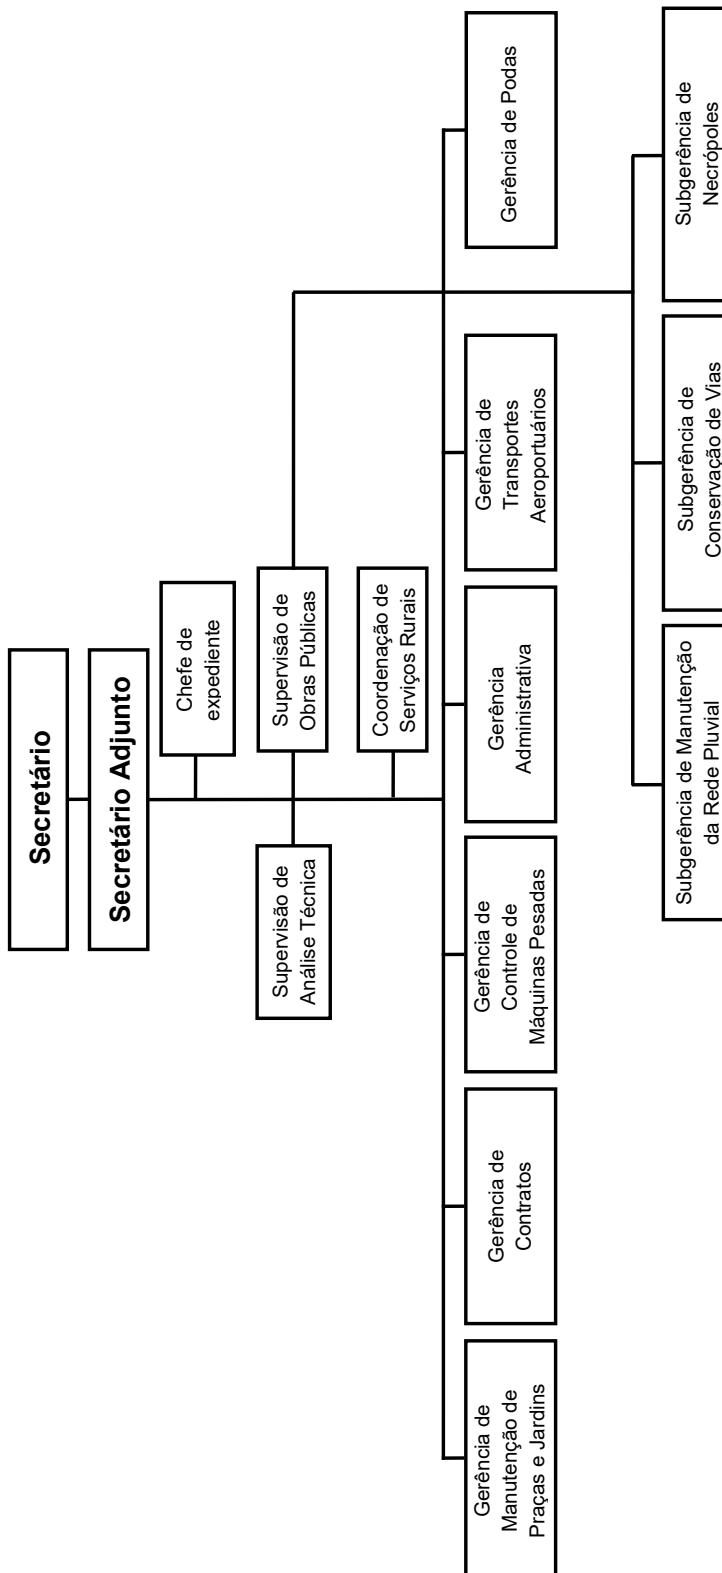 Secretário
Secretário Adjunto
Chefe de
expediente
Supervisão de
Análise Técnica
Supervisão de
Obras Públicas
Coordenação de
Serviços Rurais
Gerência de
Manutenção de
Praças e Jardins
Gerência de
Contratos
Gerência de
Controle de
Máquinas Pesadas
Gerência
Administrativa
Gerência de
Transportes
Aeroportuários
Gerência de Podas
Subgerência de Manutenção
da Rede Pluvial
Subgerência de
Conservação de Vias
Subgerência de
Necrópoles